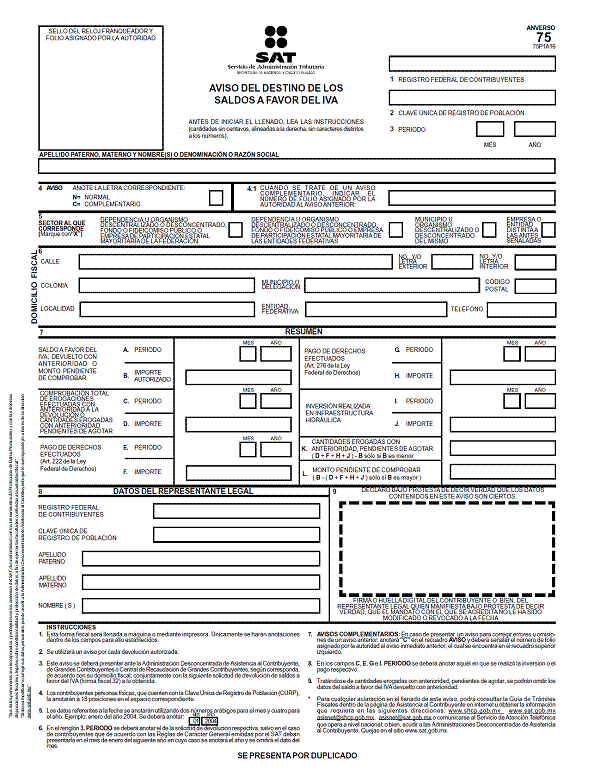 SELLO DEL RELOJ FRANQUEADOR Y
FOLIO ASIGNADO POR LA AUTORIDAD
SAT
Servicio de Administración Tributaria
SECRETARÍA DE HACIENDA Y CRÉDITO PÚBLICO
AVISO DEL DESTINO DE LOS
SALDOS A FAVOR DEL IVA
ANTES DE INICIAR EL LLENADO, LEA LAS INSTRUCCIONES
(cantidades sin centavos, alineadas a la derecha, sin caracteres distintos
a los números).
ANVERSO
75
75P1A16
1 REGISTRO FEDERAL DE CONTRIBUYENTES
2 CLAVE ÚNICA DE REGISTRO DE POBLACIÓN
3 PERIODO
MES AÑO
APELLIDO PATERNO, MATERNO Y NOMBRE(S) O DENOMINACIÓN O RAZÓN SOCIAL
4 AVISO ANOTE LA LETRA CORRESPONDIENTE:
N= NORMAL
C= COMPLEMENTARIO
4.1 CUANDO SE TRATE DE UN AVISO
COMPLEMENTARIO, INDICAR EL
NÚMERO DE FOLIO ASIGNADO POR LA
AUTORIDAD AL AVISO ANTERIOR:
5
SECTOR AL QUE
CORRESPONDE
(Marque con "X")
DEPENDENCIA U ORGANISMO
DESCENTRALIZADO O DESCONCENTRADO,
FONDO O FIDEICOMISO PÚBLICO O
EMPRESA DE PARTICIPACIÓN ESTATAL
MAYORITARIA DE LA FEDERACIÓN
DEPENDENCIA U ORGANISMO
DESCENTRALIZADO O DESCONCENTRADO,
FONDO O FIDEICOMISO PÚBLICO O EMPRESA
DE PARTICIPACIÓN ESTATAL MAYORITARIA DE
LAS ENTIDADES FEDERATIVAS
MUNICIPIO U
ORGANISMO
DESCENTRALIZADO O
DESCONCENTRADO
DEL MISMO
EMPRESA O
ENTIDAD
DISTINTA A
LAS ANTES
SEÑALADAS
6
DOMICILIO FISCAL
CALLE
NO. Y/O
LETRA
EXTERIOR
NO. Y/O
LETRA
INTERIOR
COLONIA
MUNICIPIO O
DELEGACIÓN
CÓDIGO
POSTAL
LOCALIDAD
ENTIDAD
FEDERATIVA
TELÉFONO
7 RESUMEN
SALDO A FAVOR DEL
IVA, DEVUELTO CON
ANTERIORIDAD O
MONTO PENDIENTE
DE COMPROBAR
A. PERIODO
MES AÑO
B. IMPORTE
AUTORIZADO
COMPROBACIÓN TOTAL
DE EROGACIONES
EFECTUADAS CON
ANTERIORIDAD A LA
DEVOLUCIÓN O
CANTIDADES EROGADAS
CON ANTERIORIDAD
PENDIENTES DE AGOTAR
C. PERIODO
MES AÑO
D. IMPORTE
PAGO DE DERECHOS
EFECTUADOS
(Art. 222 de la Ley
Federal de Derechos)
E. PERIODO
MES AÑO
F. IMPORTE
PAGO DE DERECHOS
EFECTUADOS
(Art. 276 de la Ley
Federal de Derechos)
G. PERIODO
MES AÑO
H. IMPORTE
INVERSIÓN REALIZADA
EN INFRAESTRUCTURA
HIDRÁULICA
I. PERIODO
MES AÑO
J. IMPORTE
K. CANTIDADES EROGADAS CON
ANTERIORIDAD, PENDIENTES DE AGOTAR
( D + F + H + J ) - B sólo si B es menor
L. MONTO PENDIENTE DE COMPROBAR
( B - ( D + F + H + J ) sólo si B es mayor )
8 DATOS DEL REPRESENTANTE LEGAL
REGISTRO FEDERAL
DE CONTRIBUYENTES
CLAVE ÚNICA DE
REGISTRO DE POBLACIÓN
APELLIDO
PATERNO
APELLIDO
MATERNO
NOMBRE ( S )
9 DECLARO BAJO PROTESTA DE DECIR VERDAD QUE LOS DATOS
CONTENIDOS EN ESTE AVISO SON CIERTOS.
FIRMA O HUELLA DIGITAL DEL CONTRIBUYENTE O BIEN, DEL
REPRESENTANTE LEGAL QUIEN MANIFIESTA BAJO PROTESTA DE DECIR
VERDAD, QUE EL MANDATO CON EL QUE SE ACREDITA NO LE HA SIDO
MODIFICADO O REVOCADO A LA FECHA
INSTRUCCIONES
1. Esta forma fiscal será llenada a máquina o mediante impresora. Únicamente se harán anotaciones
dentro de los campos para ello establecidos.
2. Se utilizará un aviso por cada devolución autorizada.
3. Este aviso se deberá presentar ante la Administración Desconcentrada de Asistencia al Contribuyente,
de Grandes Contribuyentes o Central de Recaudación de Grandes Contribuyentes, según corresponda,
de acuerdo con su domicilio fiscal; conjuntamente con la siguiente solicitud de devolución de saldos a
favor del IVA (forma fiscal 32) a la obtenida.
4. Los contribuyentes personas físicas, que cuenten con la Clave Única de Registro de Población (CURP),
la anotarán a 18 posiciones en el espacio correspondiente.
5. Los datos referentes a la fecha se anotarán utilizando dos números arábigos para el mes y cuatro para
el año. Ejemplo: enero del año 2004. Se deberá anotar: 01 2004
6. En el renglón 3. PERIODO se deberá anotar el de la solicitud de devolución respectiva, salvo en el caso
de contribuyentes que de acuerdo con las Reglas de Carácter General emitidas por el SAT deban
presentarla en el mes de enero del siguiente año en cuyo caso se anotará el año y se omitirá el dato del
mes.
7. AVISOS COMPLEMENTARIOS: En caso de presentar un aviso para corregir errores u omisio-
nes de un aviso anterior, anotará "C" en el recuadro AVISO y deberá señalar el número de folio
asignado por la autoridad al aviso inmediato anterior, el cual se encuentra en el recuadro superior
izquierdo.
8. En los campos C, E, G e I. PERIODO se deberá anotar aquél en que se realizó la inversión o el
pago respectivo.
9. Tratándose de cantidades erogadas con anterioridad, pendientes de agotar, se podrán omitir los
datos del saldo a favor del IVA devuelto con anterioridad.
* Para cualquier aclaración en el llenado de este aviso, podrá consultar la Guía de Trámites
Fiscales dentro de la página de Asistencia al Contribuyente en internet u obtener la información
que requiera en las siguientes direcciones: www.shcp.gob.mx www.sat.gob.mx
asisnet@shcp.gob.mx asisnet@sat.gob.mx o comunicarse al Servicio de Atención Telefónica
que opera a nivel nacional; o bien, acudir a las Administraciones Desconcentradas de Asistencia
al Contribuyente. Quejas en el sitio www.sat.gob.mx.
SE PRESENTA POR DUPLICADO